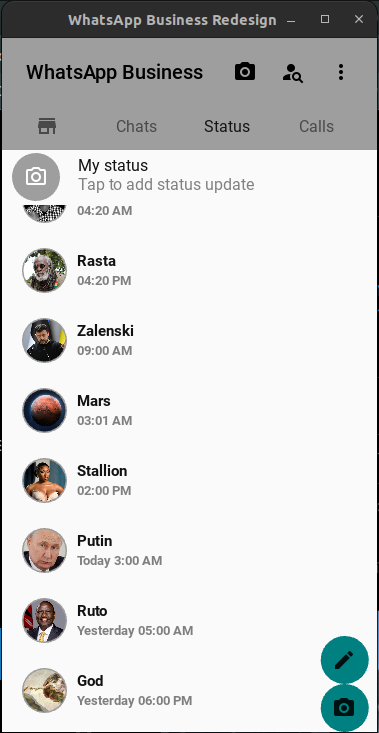 WhatsApp Business Redesign
WhatsApp Business
Chats Status Calls
My status
Tap to add status update
04:20 AM
Rasta
04:20 PM
Zalenski
09:00 AM
Mars
03:01 AM
Stallion
02:00 PM
Putin
Today 3:00 AM
Ruto
Yesterday 05:00 AM
God
Yesterday 06:00 PM